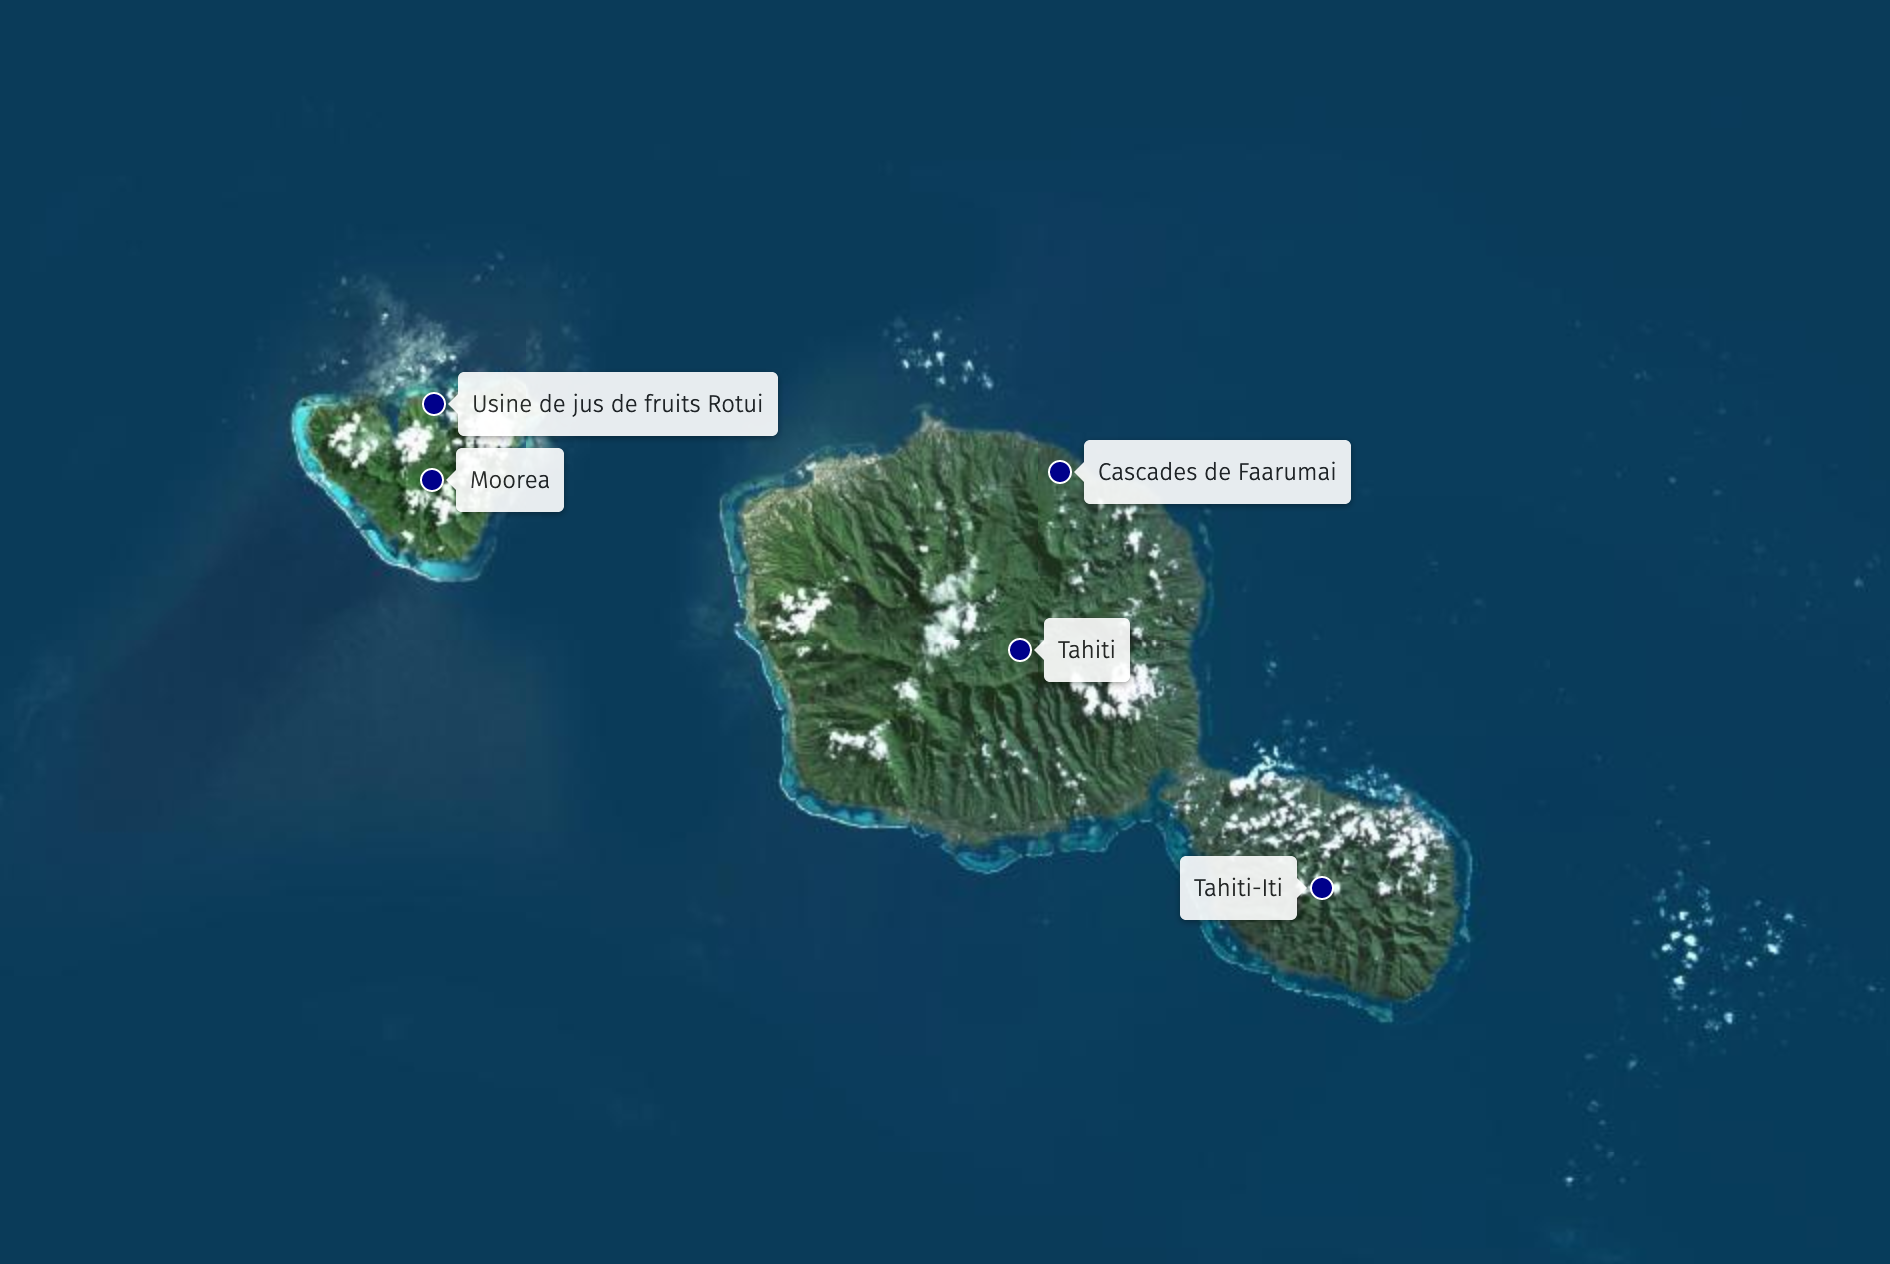 Usine de jus de fruits Rotui
Moorea
Cascades de Faarumai
Tahiti
Tahiti-Iti